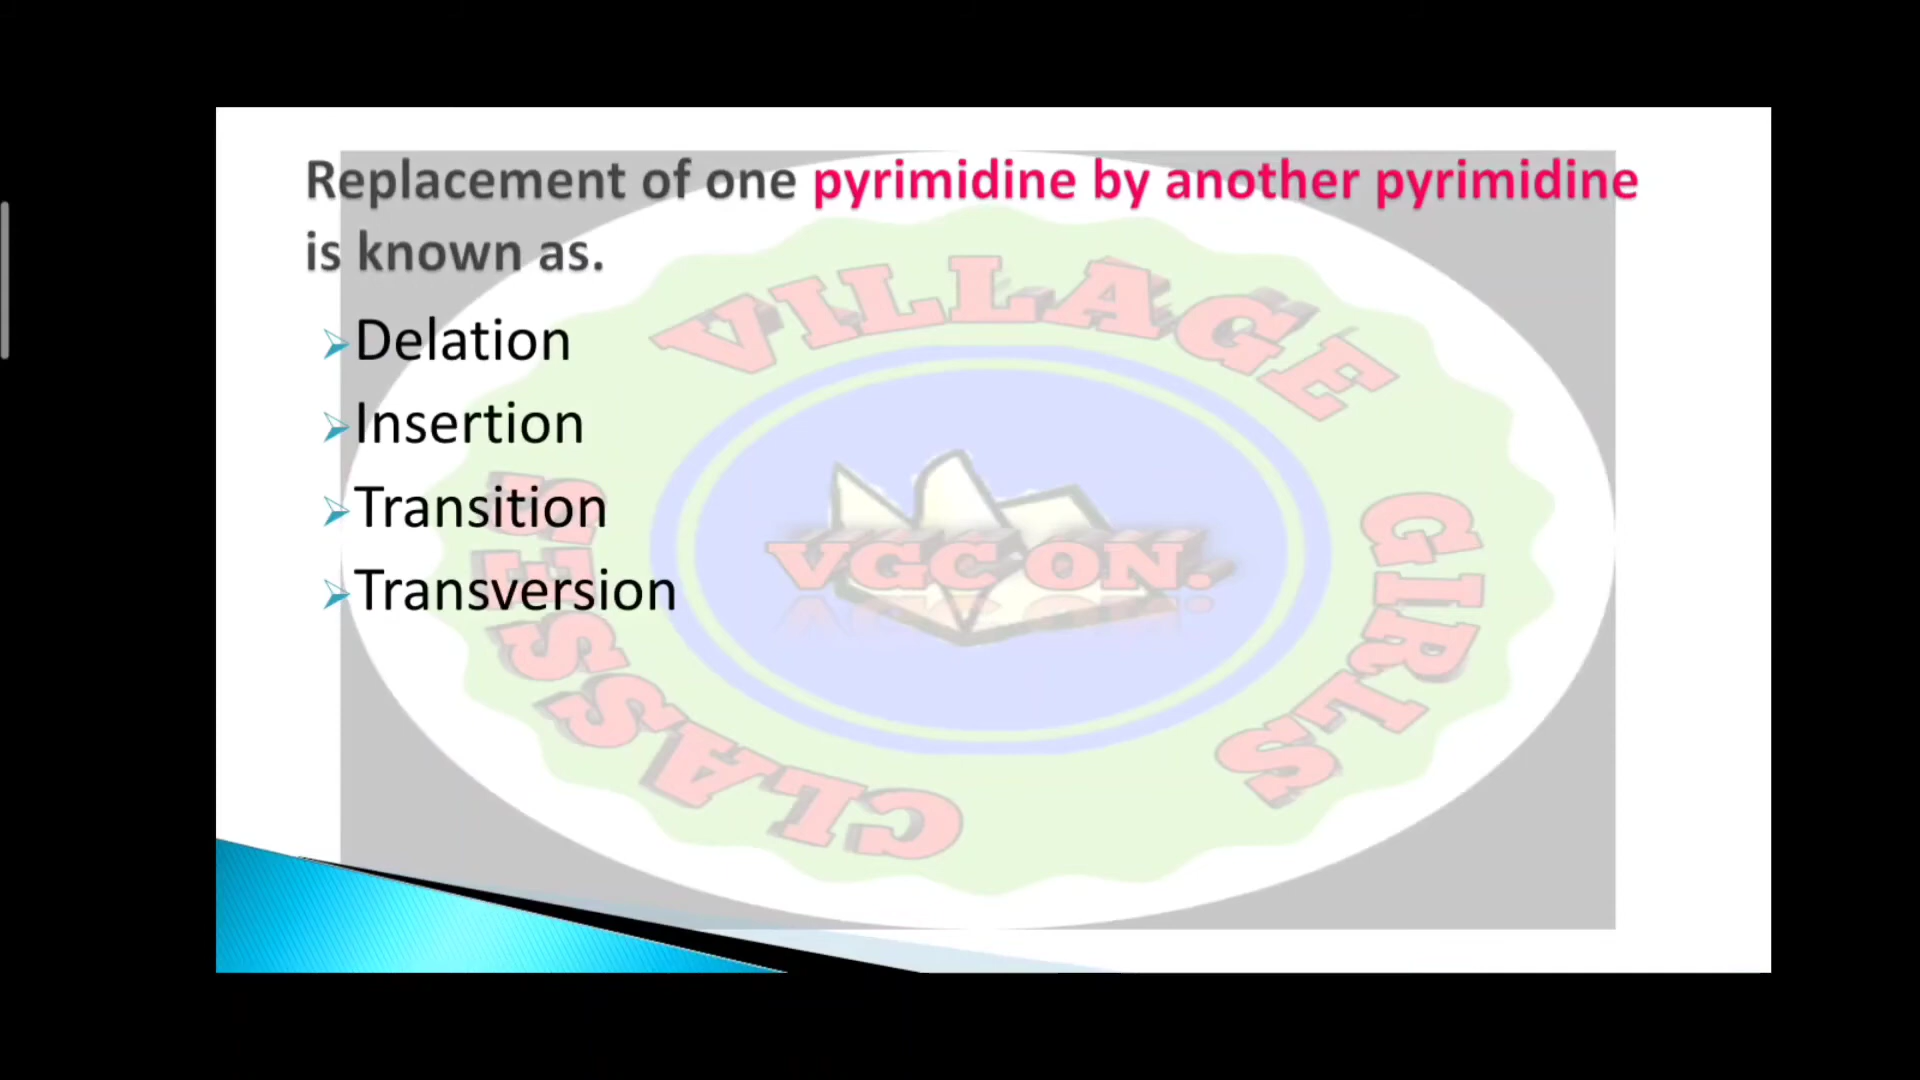 Replacement of one pyrimidine by another pyrimidine
is known as.
Delation
Insertion
Transition
Transversion
VILLAGE
GIRLS
CLASSES
VGC ON.